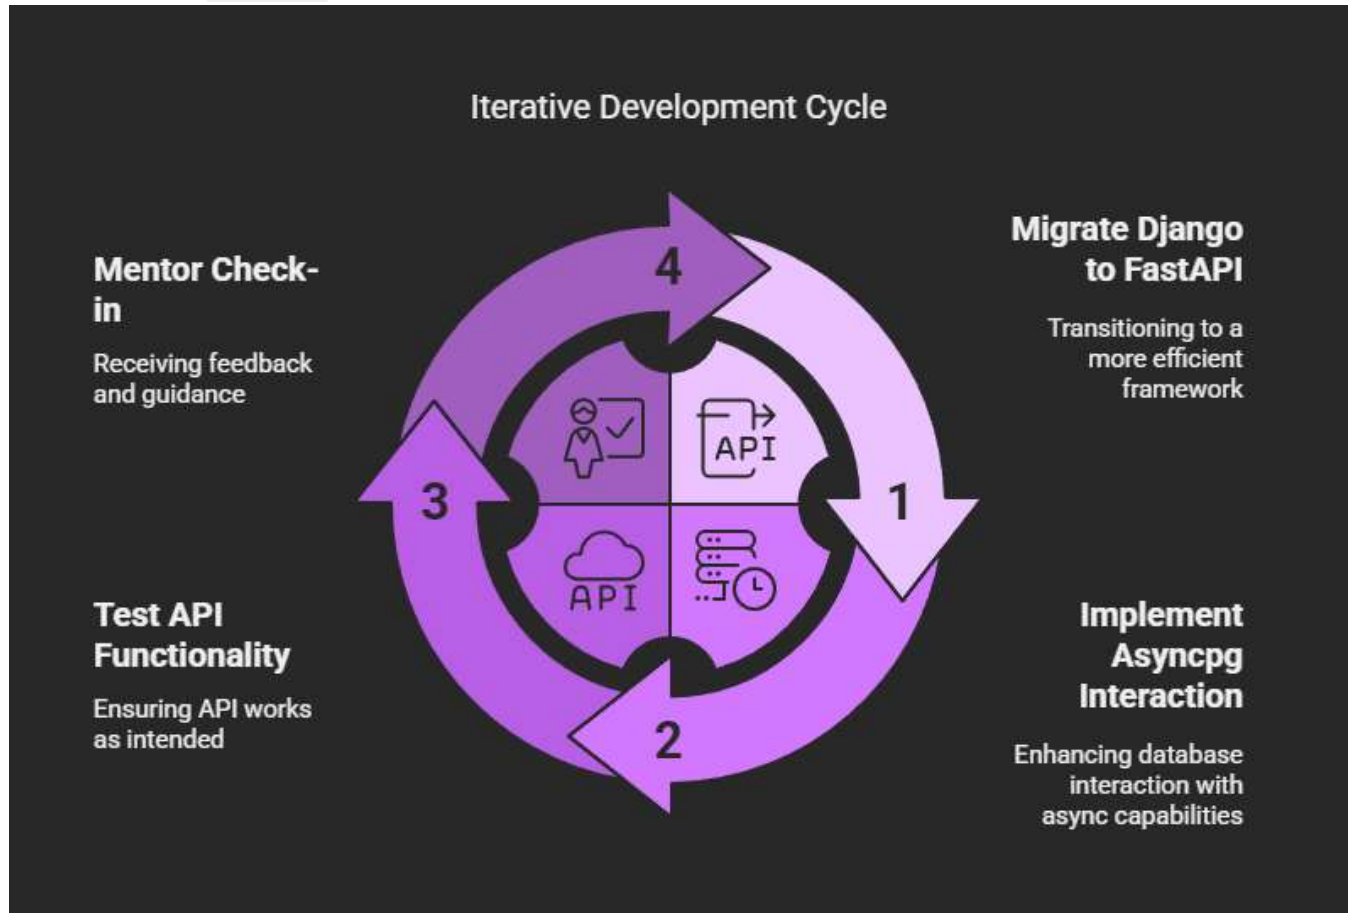 Iterative Development Cycle
Migrate Django
to FastAPI
Transitioning to a
more efficient
framework
Implement
Asyncpg
Interaction
Enhancing database
interaction with
async capabilities
Test API
Functionality
Ensuring API works
as intended
Mentor Check-
in
Receiving feedback
and guidance
4
1
3
2
API
API